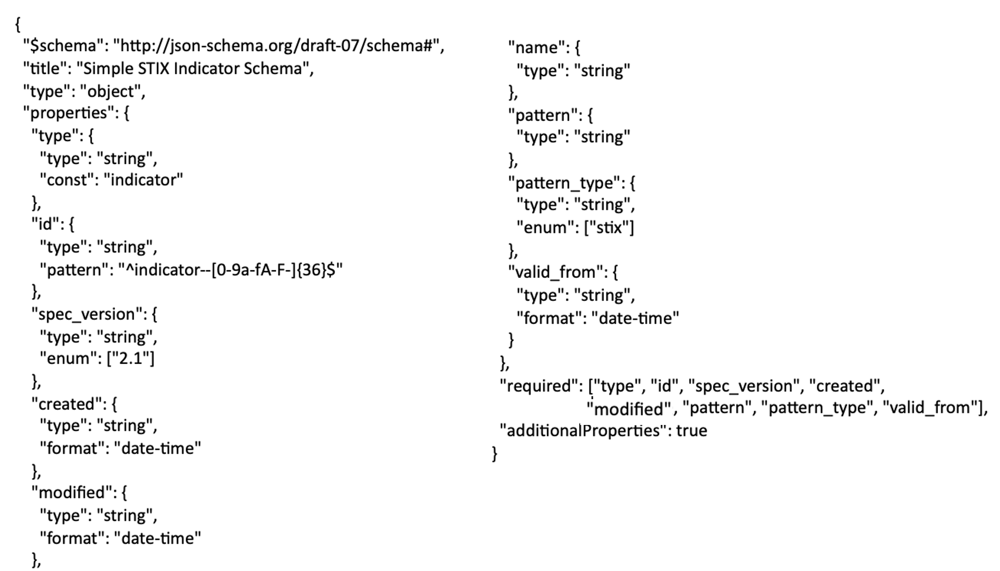 {
"$schema": "http://json-schema.org/draft-07/schema#",
"title": "Simple STIX Indicator Schema",
"type": "object",
"properties": {
"type": {
"type": "string",
"const": "indicator"
},
"id": {
"type": "string",
"pattern": "^indicator--[0-9a-fA-F-]{36}$"
},
"spec_version": {
"type": "string",
"enum": ["2.1"]
},
"created": {
"type": "string",
"format": "date-time"
},
"modified": {
"type": "string",
"format": "date-time"
},
"name": {
"type": "string"
},
"pattern": {
"type": "string"
},
"pattern_type": {
"type": "string",
"enum": ["stix"]
},
"valid_from": {
"type": "string",
"format": "date-time"
}
},
"required": ["type", "id", "spec_version", "created",
"modified", "pattern", "pattern_type", "valid_from"],
"additionalProperties": true
}